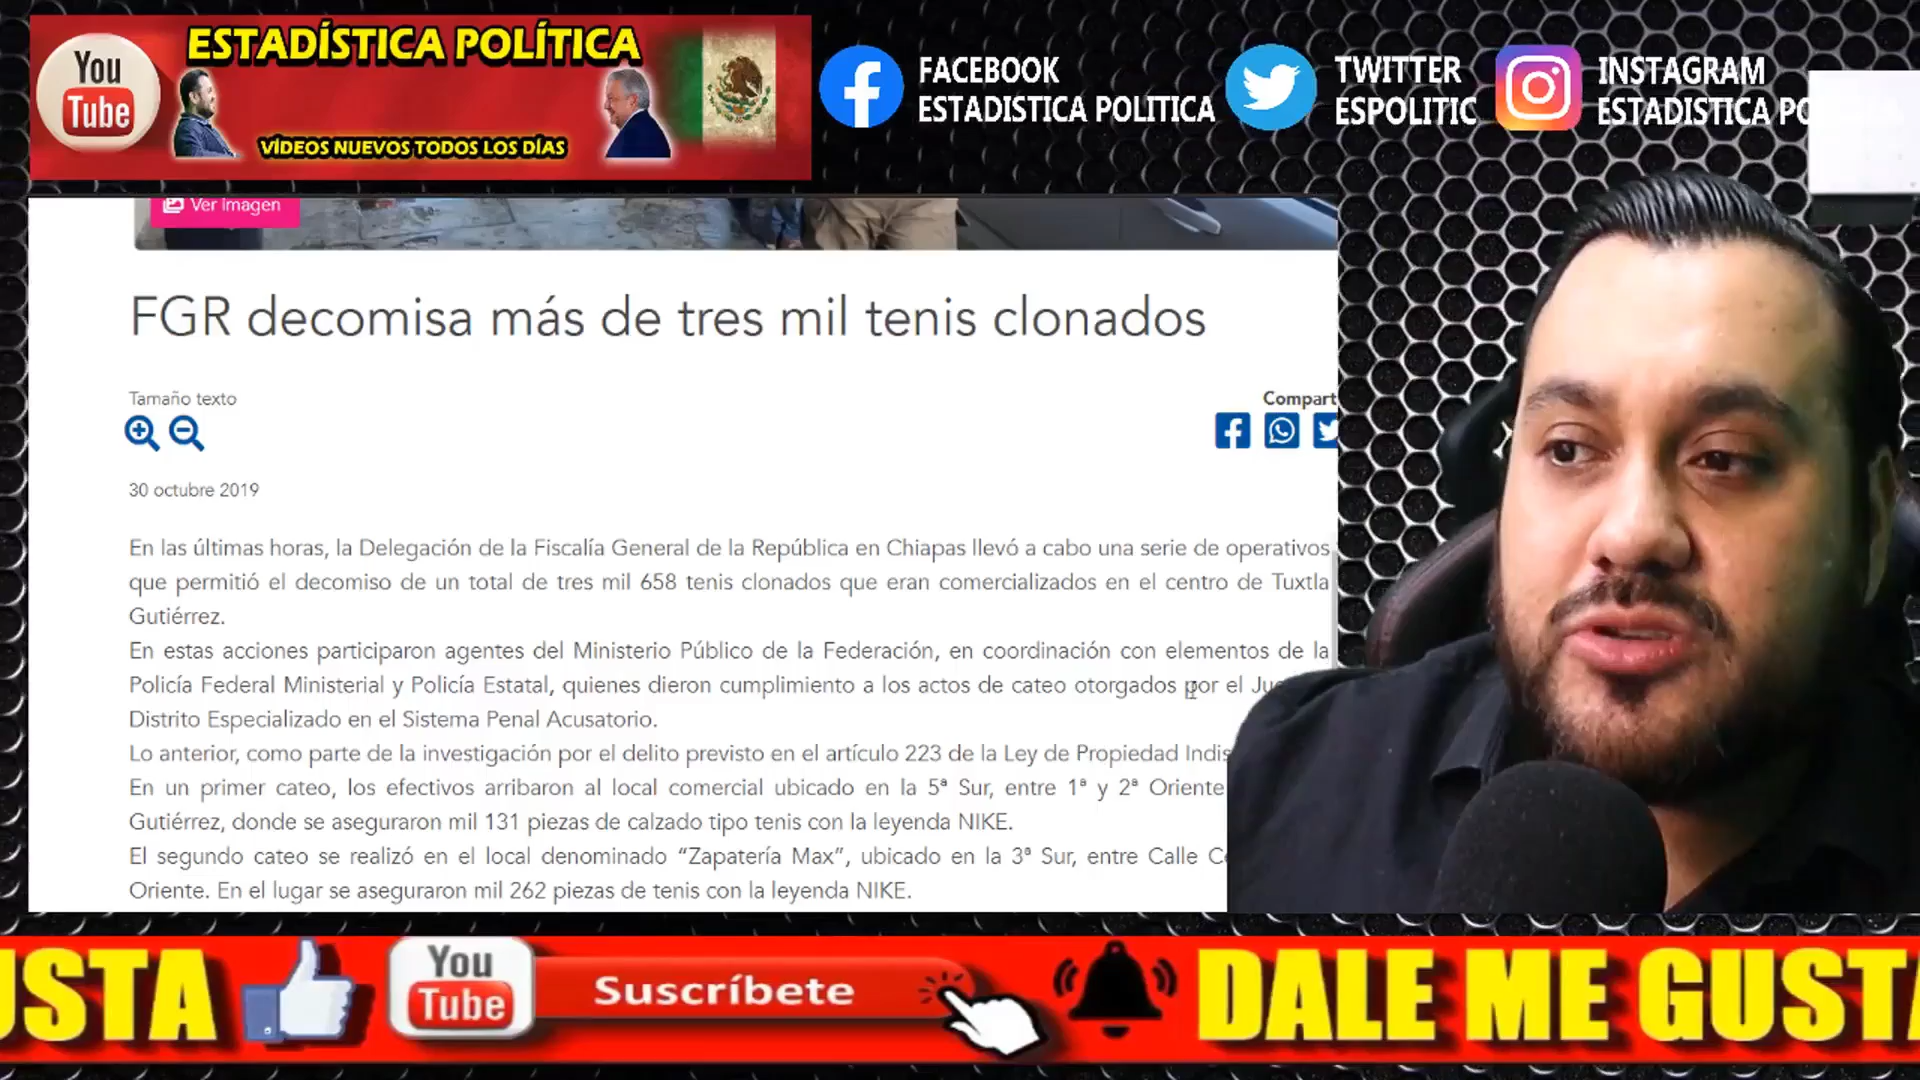 You
Tube
ESTADÍSTICA POLÍTICA
VÍDEOS NUEVOS TODOS LOS DÍAS
FACEBOOK
ESTADISTICA POLITICA
TWITTER
ESPOLITIC
INSTAGRAM
ESTADISTICA
Ver Imagen
FGR decomisa más de tres mil tenis clonados
Tamaño texto
Compart
30 octubre 2019
En las últimas horas, la Delegación de la Fiscalía General de la República en Chiapas llevó a cabo una serie de operativos
que permitió el decomiso de un total de tres mil 658 tenis clonados que eran comercializados en el centro de Tuxtla
Gutiérrez.
En estas acciones participaron agentes del Ministerio Público de la Federación, en coordinación con elementos de la
Policía Federal Ministerial y Policía Estatal, quienes dieron cumplimiento a los actos de cateo otorgados por el
Distrito Especializado en el Sistema Penal Acusatorio.
Lo anterior, como parte de la investigación por el delito previsto en el artículo 223 de la Ley de Propiedad
En un primer cateo, los efectivos arribaron al local comercial ubicado en la 5ª Sur, entre 1ª y 2ª Oriente
Gutiérrez, donde se aseguraron mil 131 piezas de calzado tipo tenis con la leyenda NIKE.
El segundo cateo se realizó en el local denominado “Zapatería Max”, ubicado en la 3ª Sur, entre Calle
Oriente. En el lugar se aseguraron mil 262 piezas de tenis con la leyenda NIKE.
USTA
You
Tube
Suscríbete
DALE ME GUSTA